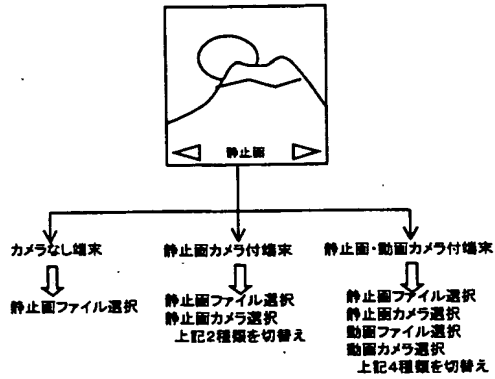 静止画
カメラなし端末
静止画ファイル選択
静止画カメラ付端末
静止画ファイル選択
静止画カメラ選択
上記2種類を切替え
静止画・動画カメラ付端末
静止画ファイル選択
静止画カメラ選択
動画ファイル選択
動画カメラ選択
上記4種類を切替え